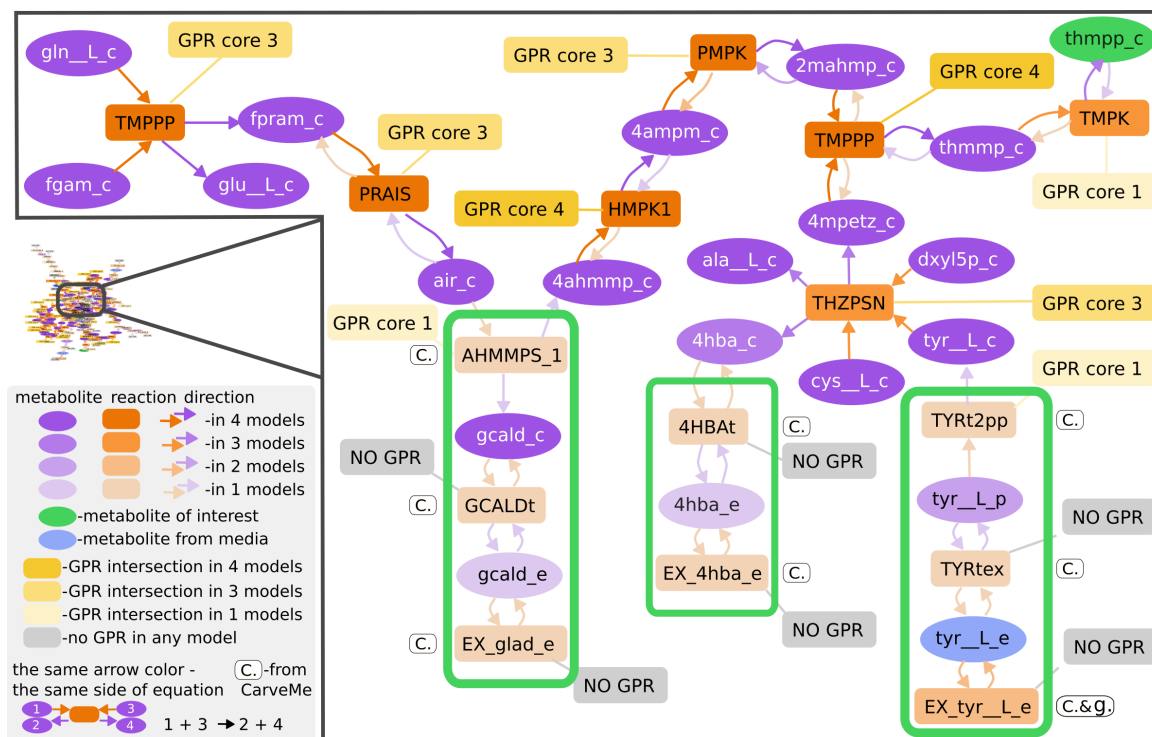 gln__L_c
GPR core 3
TMPPP
fpram_c
fgam_c
glu__L_c
GPR core 3
PRAIS
air_c
GPR core 3
PMPK
2mahmp_c
4ampm_c
GPR core 4
HMPK1
4ahmmp_c
GPR core 4
TMPPP
thmmp_c
thmpp_c
TMPK
GPR core 1
4mpetz_c
ala__L_c
dxyl5p_c
THZPSN
GPR core 3
4hba_c
cys__L_c
tyr__L_c
GPR core 1
GPR core 1
C.
AHMMPS_1
gcald_c
NO GPR
C.
GCALDt
gcald_e
C.
EX_glad_e
NO GPR
4HBAt
C.
NO GPR
4hba_e
EX_4hba_e
C.
NO GPR
TYRt2pp
C.
tyr__L_p
NO GPR
TYRtex
C.
tyr__L_e
NO GPR
EX_tyr__L_e
C.&g.
metabolite reaction direction
-in 4 models
-in 3 models
-in 2 models
-in 1 models
-metabolite of interest
-metabolite from media
-GPR intersection in 4 models
-GPR intersection in 3 models
-GPR intersection in 1 models
-no GPR in any model
the same arrow color -
the same side of equation
C.-from
CarveMe
1
3
2
4
1 + 3 → 2 + 4